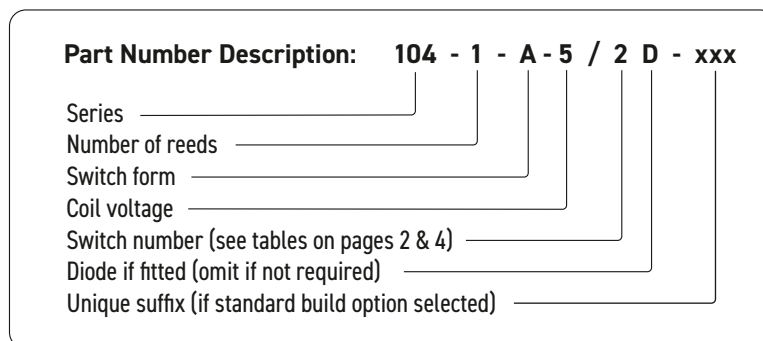 Part Number Description: 104 - 1 - A - 5 / 2 D - xxx
Series
Number of reeds
Switch form
Coil voltage
Switch number (see tables on pages 2 & 4)
Diode if fitted (omit if not required)
Unique suffix (if standard build option selected)